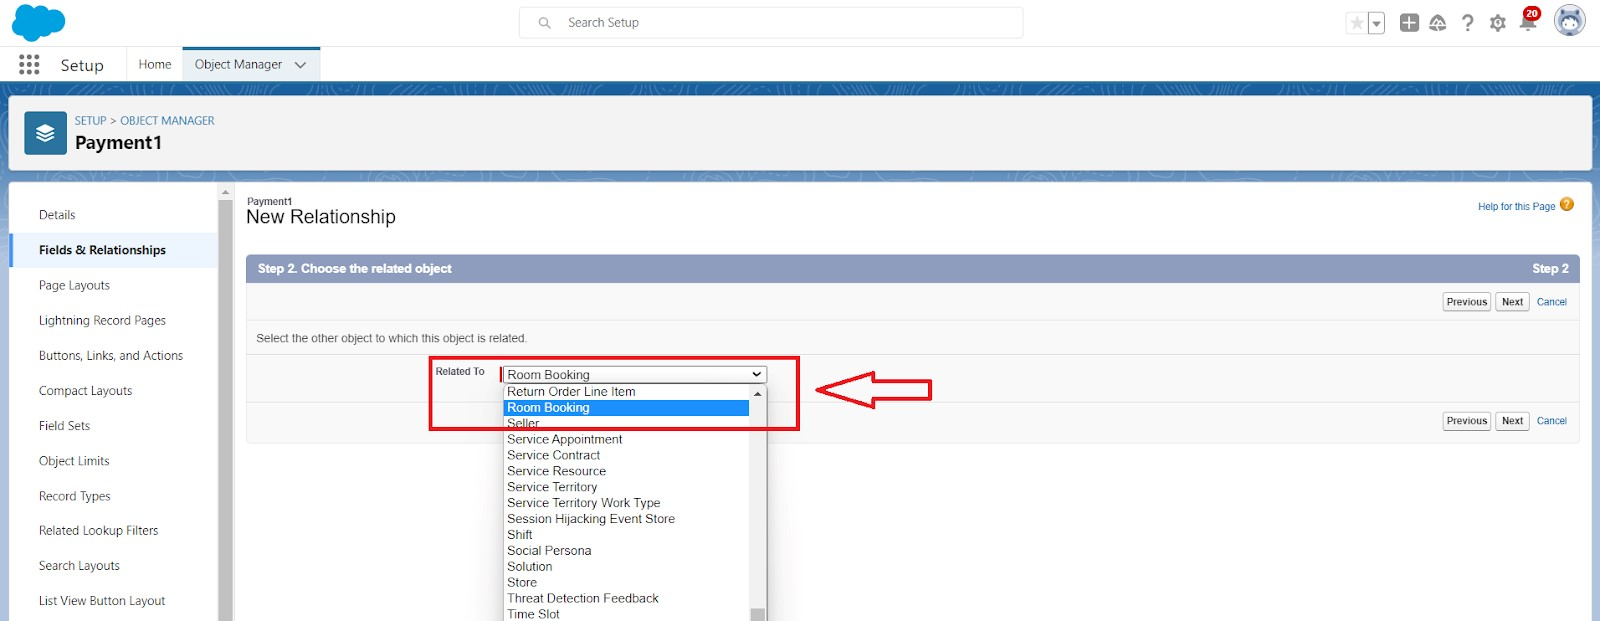 Search Setup
20
Setup
Home
Object Manager
SETUP > OBJECT MANAGER
Payment1
Details
Fields & Relationships
Page Layouts
Lightning Record Pages
Buttons, Links, and Actions
Compact Layouts
Field Sets
Object Limits
Record Types
Related Lookup Filters
Search Layouts
List View Button Layout
Payment1
New Relationship
Help for this Page ?
Step 2. Choose the related object
Step 2
Previous Next Cancel
Select the other object to which this object is related.
Related To
Room Booking
Return Order Line Item
Room Booking
Seller
Service Appointment
Service Contract
Service Resource
Service Territory
Service Territory Work Type
Session Hijacking Event Store
Shift
Social Persona
Solution
Store
Threat Detection Feedback
Time Slot
Previous Next Cancel